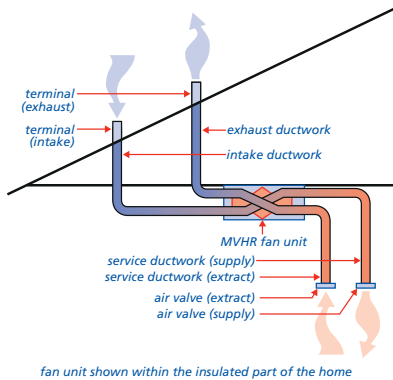 terminal
(exhaust)
terminal
(intake)
exhaust ductwork
intake ductwork
MVHR fan unit
service ductwork (supply)
service ductwork (extract)
air valve (extract)
air valve (supply)
fan unit shown within the insulated part of the home